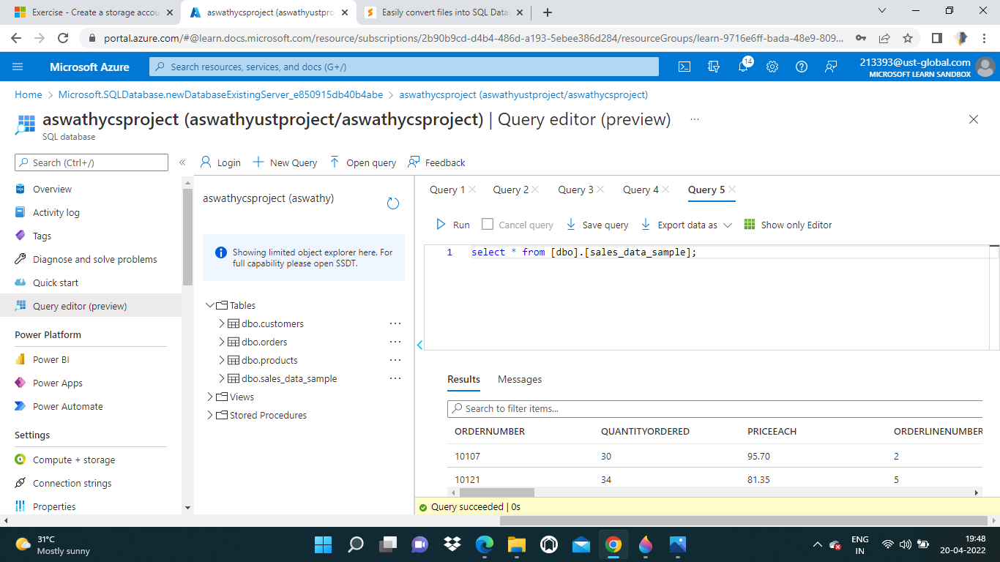 Exercise - Create a storage accou
aswathycsproject (aswathyustpro
Easily convert files into SQL Data
portal.azure.com/#@learn.docs.microsoft.com/resource/subscriptions/2b90b9cd-d4b4-486d-a193-5ebee386d284/resourceGroups/learn-9716e6ff-bada-48e9-809...
Microsoft Azure
Search resources, services, and docs (G+/)
14
213393@ust-global.com
MICROSOFT LEARN SANDBOX
Home > Microsoft.SQLDatabase.newDatabaseExistingServer_e850915db40b4abe > aswathycsproject (aswathyustproject/aswathycsproject)
aswathycsproject (aswathyustproject/aswathycsproject) | Query editor (preview) ...
SQL database
Search (Ctrl+/)
«
Overview
Activity log
Tags
Diagnose and solve problems
Quick start
Query editor (preview)
Power Platform
Power BI
Power Apps
Power Automate
Settings
Compute + storage
Connection strings
Properties
Login
New Query
Open query
Feedback
aswathycsproject (aswathy)
Showing limited object explorer here. For
full capability please open SSDT.
Tables
dbo.customers ...
dbo.orders ...
dbo.products ...
dbo.sales_data_sample ...
Views
Stored Procedures
Query 1
Query 2
Query 3
Query 4
Query 5
Run
Cancel query
Save query
Export data as
Show only Editor
1 select * from [dbo].[sales_data_sample];
Results
Messages
Search to filter items...
ORDERNUMBER QUANTITYORDERED PRICEEACH ORDERLINENUMBER
10107 30 95.70 2
10121 34 81.35 5
Query succeeded | 0s
31°C
Mostly sunny
ENG
IN
19:48
20-04-2022